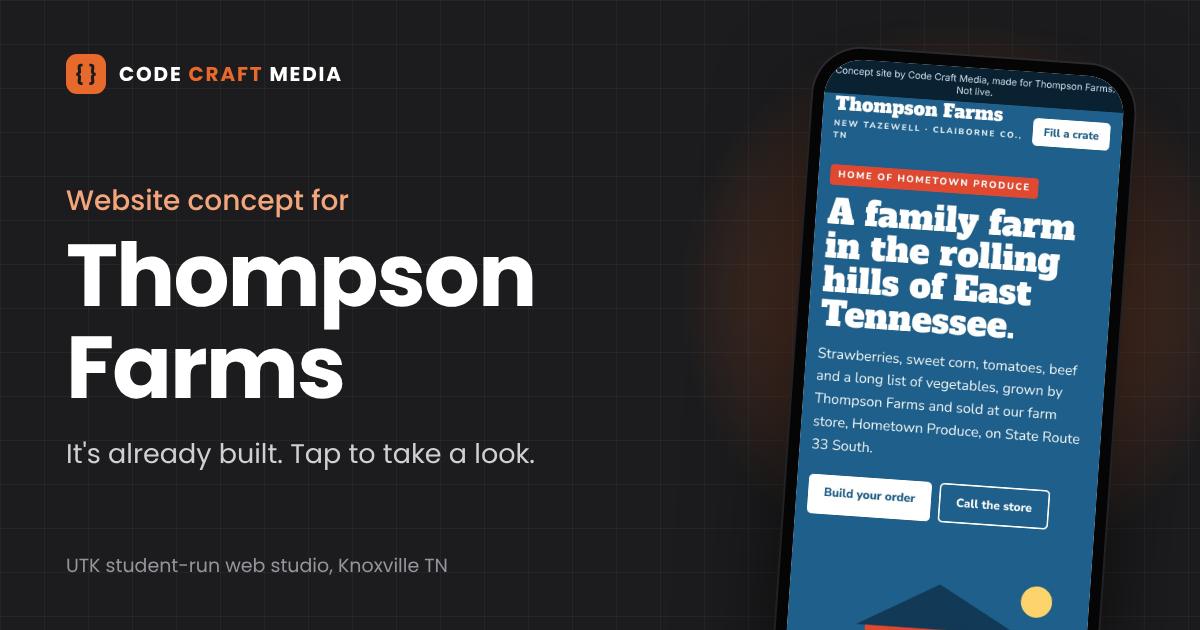 { }
CODE CRAFT MEDIA
Website concept for
Thompson
Farms
It's already built. Tap to take a look.
UTK student-run web studio, Knoxville TN
Concept site by Code Craft Media, made for Thompson Farms.
Not live.
Thompson Farms
NEW TAZEWELL · CLAIBORNE CO.,
TN
Fill a crate
HOME OF HOMETOWN PRODUCE
A family farm
in the rolling
hills of East
Tennessee.
Strawberries, sweet corn, tomatoes, beef
and a long list of vegetables, grown by
Thompson Farms and sold at our farm
store, Hometown Produce, on State Route
33 South.
Build your order
Call the store